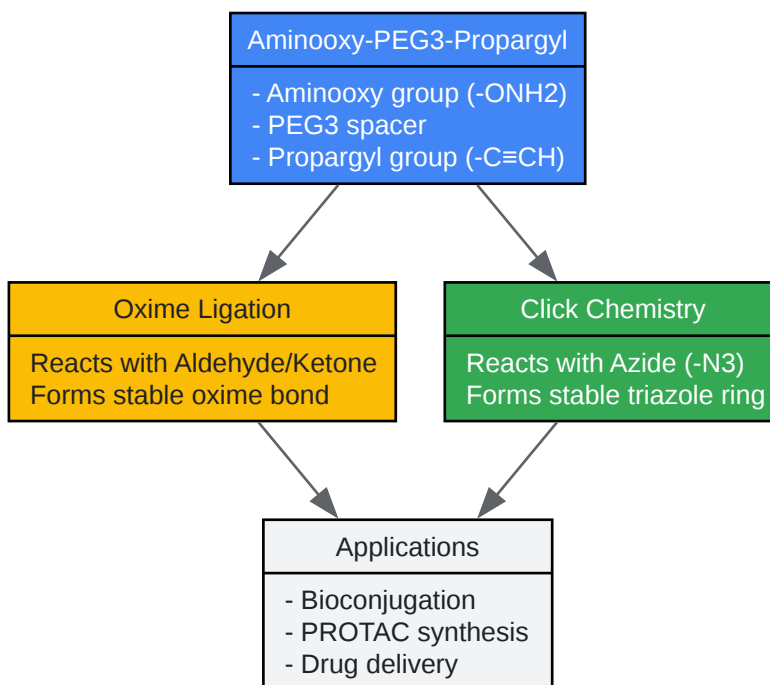 Aminooxy-PEG3-Propargyl
- Aminooxy group (-ONH2)
- PEG3 spacer
- Propargyl group (-C≡CH)
Oxime Ligation
Reacts with Aldehyde/Ketone
Forms stable oxime bond
Click Chemistry
Reacts with Azide (-N3)
Forms stable triazole ring
Applications
- Bioconjugation
- PROTAC synthesis
- Drug delivery